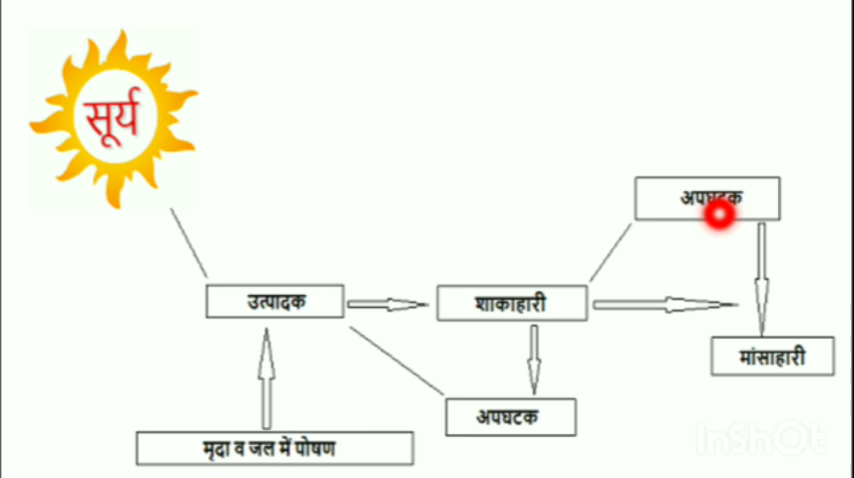 सूर्य
अपघटक
उत्पादक
शाकाहारी
मांसाहारी
अपघटक
मृदा व जल में पोषण
InShOt